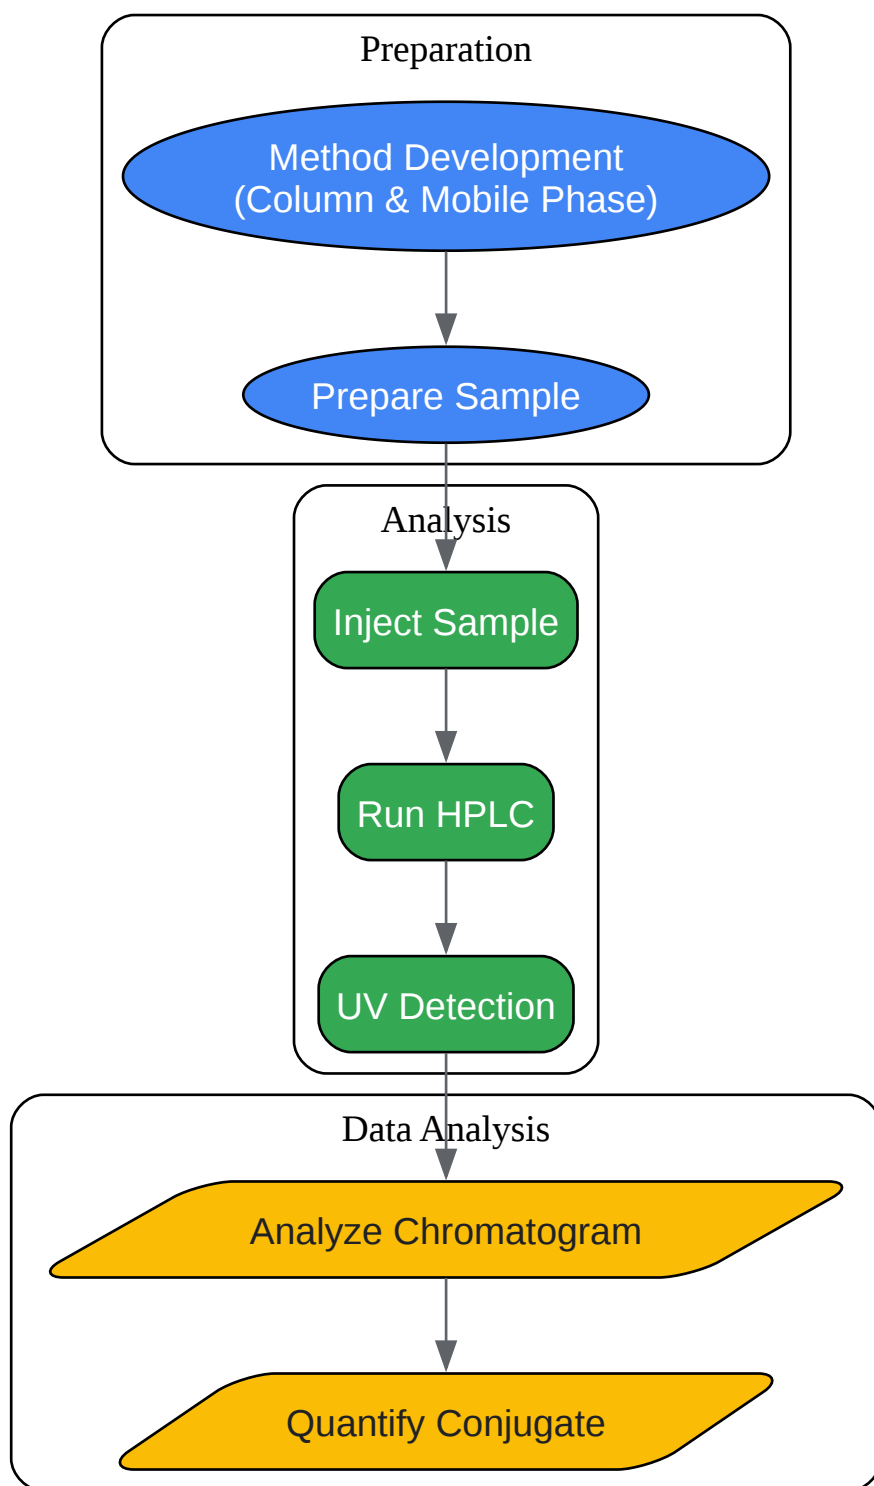 Preparation
Method Development
(Column & Mobile Phase)
Prepare Sample
Analysis
Inject Sample
Run HPLC
UV Detection
Data Analysis
Analyze Chromatogram
Quantify Conjugate